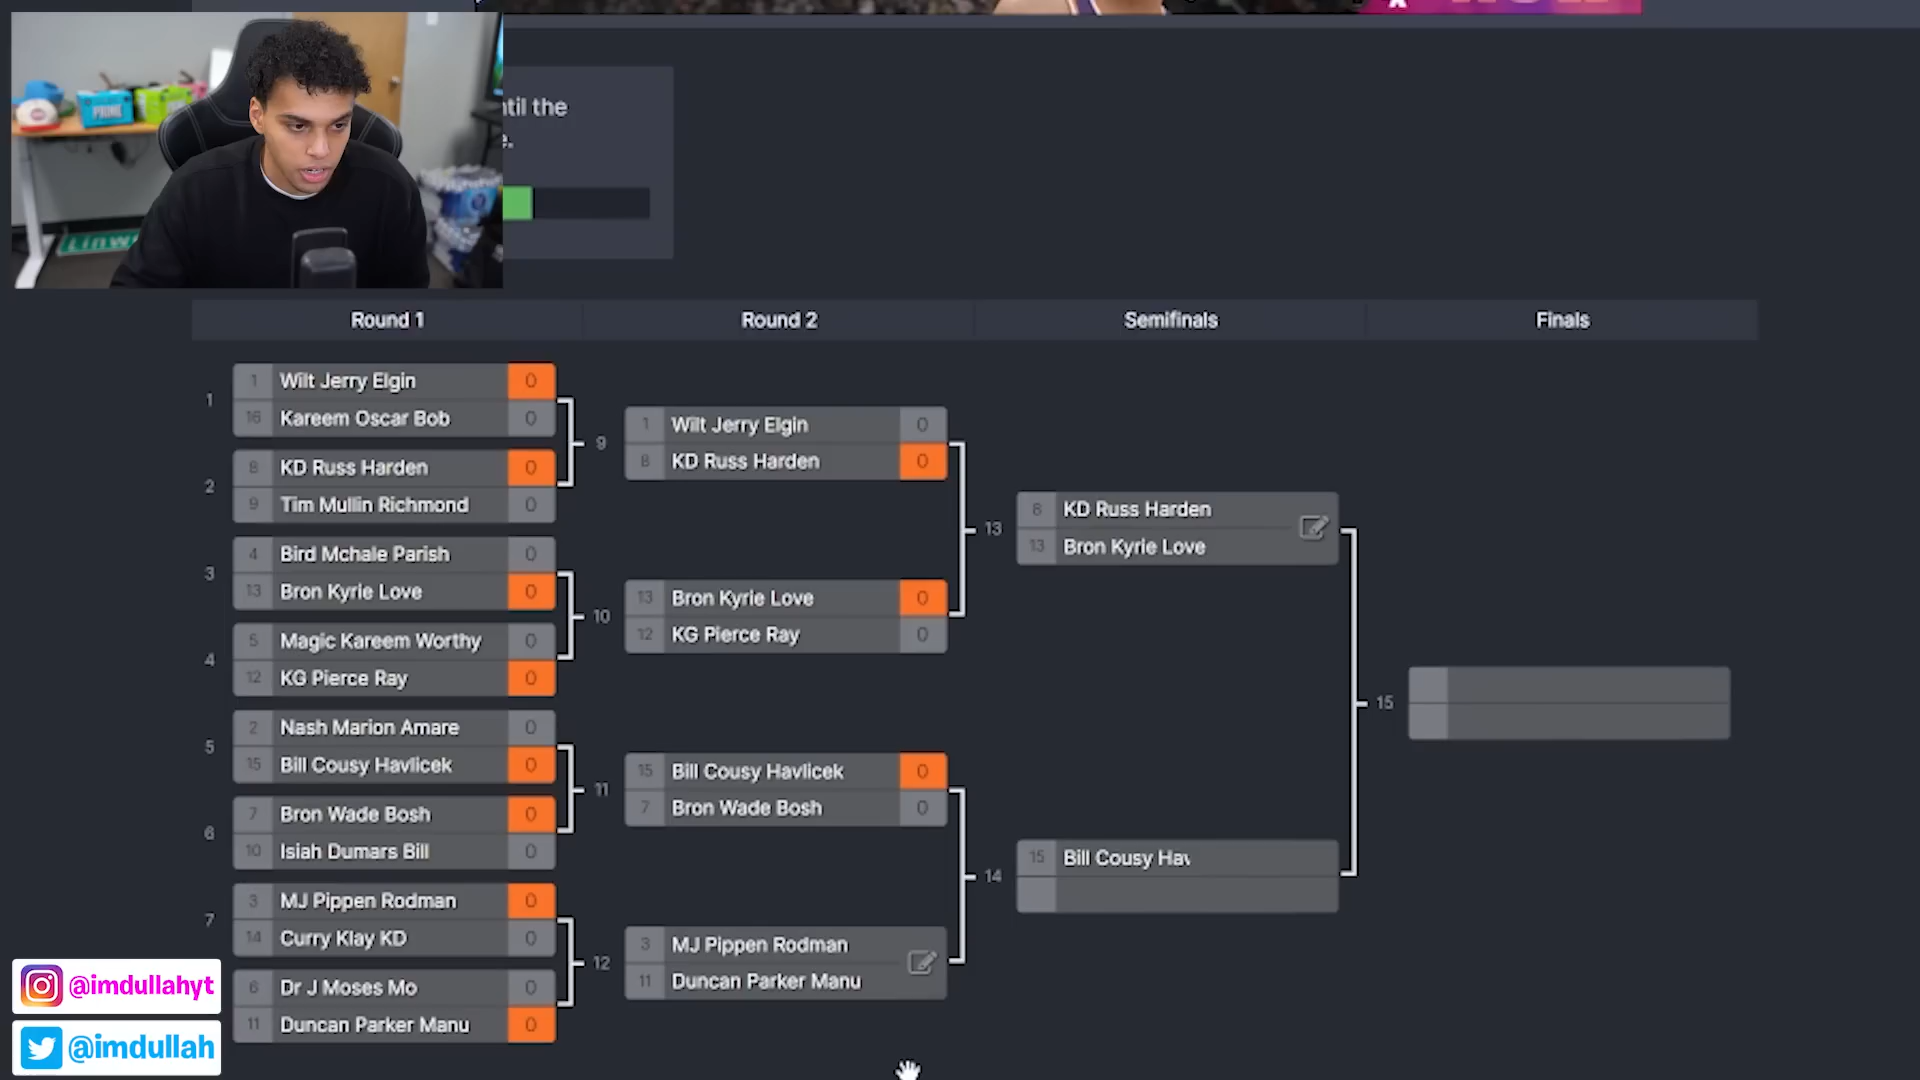 ntil the
e.
PRIME
Linw
Round 1
Round 2
Semifinals
Finals
1
1 Wilt Jerry Elgin 0
16 Kareem Oscar Bob 0
2
8 KD Russ Harden 0
9 Tim Mullin Richmond 0
3
4 Bird Mchale Parish 0
13 Bron Kyrie Love 0
4
5 Magic Kareem Worthy 0
12 KG Pierce Ray 0
5
2 Nash Marion Amare 0
15 Bill Cousy Havlicek 0
6
7 Bron Wade Bosh 0
10 Isiah Dumars Bill 0
7
3 MJ Pippen Rodman 0
14 Curry Klay KD 0
6 Dr J Moses Mo 0
11 Duncan Parker Manu 0
9
1 Wilt Jerry Elgin 0
8 KD Russ Harden 0
10
13 Bron Kyrie Love 0
12 KG Pierce Ray 0
11
15 Bill Cousy Havlicek 0
7 Bron Wade Bosh 0
12
3 MJ Pippen Rodman
11 Duncan Parker Manu
13
8 KD Russ Harden
13 Bron Kyrie Love
14
15 Bill Cousy Hav
15
@imdullahyt
@imdullah